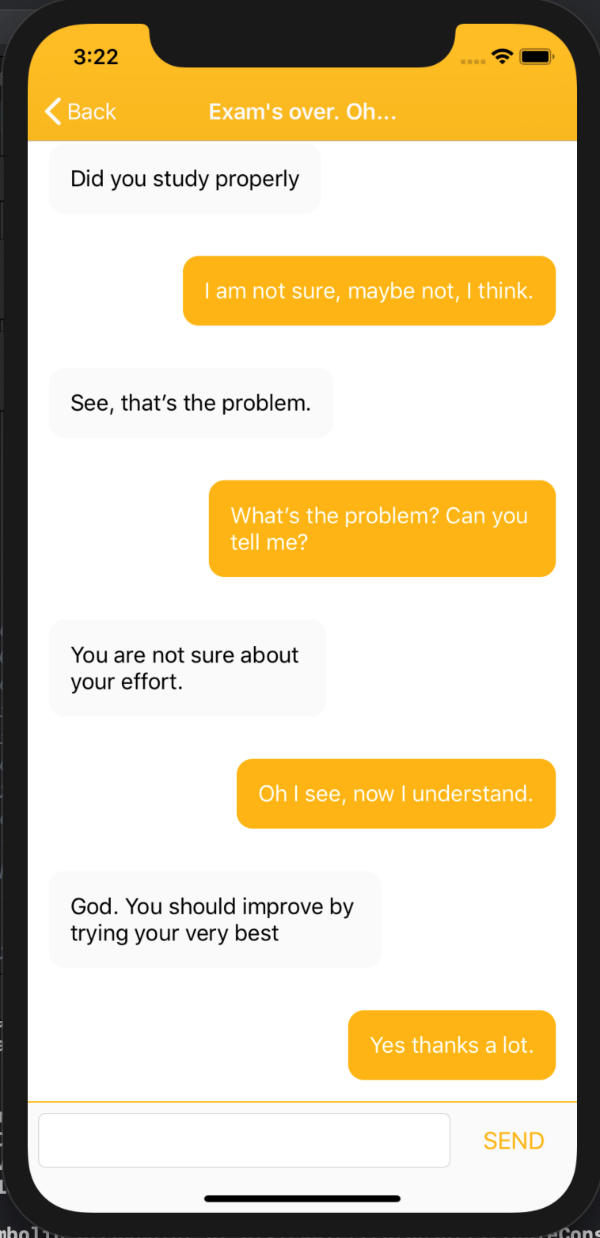 3:22
Back
Exam's over. Oh...
Did you study properly
I am not sure, maybe not, I think.
See, that's the problem.
What's the problem? Can you
tell me?
You are not sure about
your effort.
Oh I see, now I understand.
God. You should improve by
trying your very best
Yes thanks a lot.
SEND